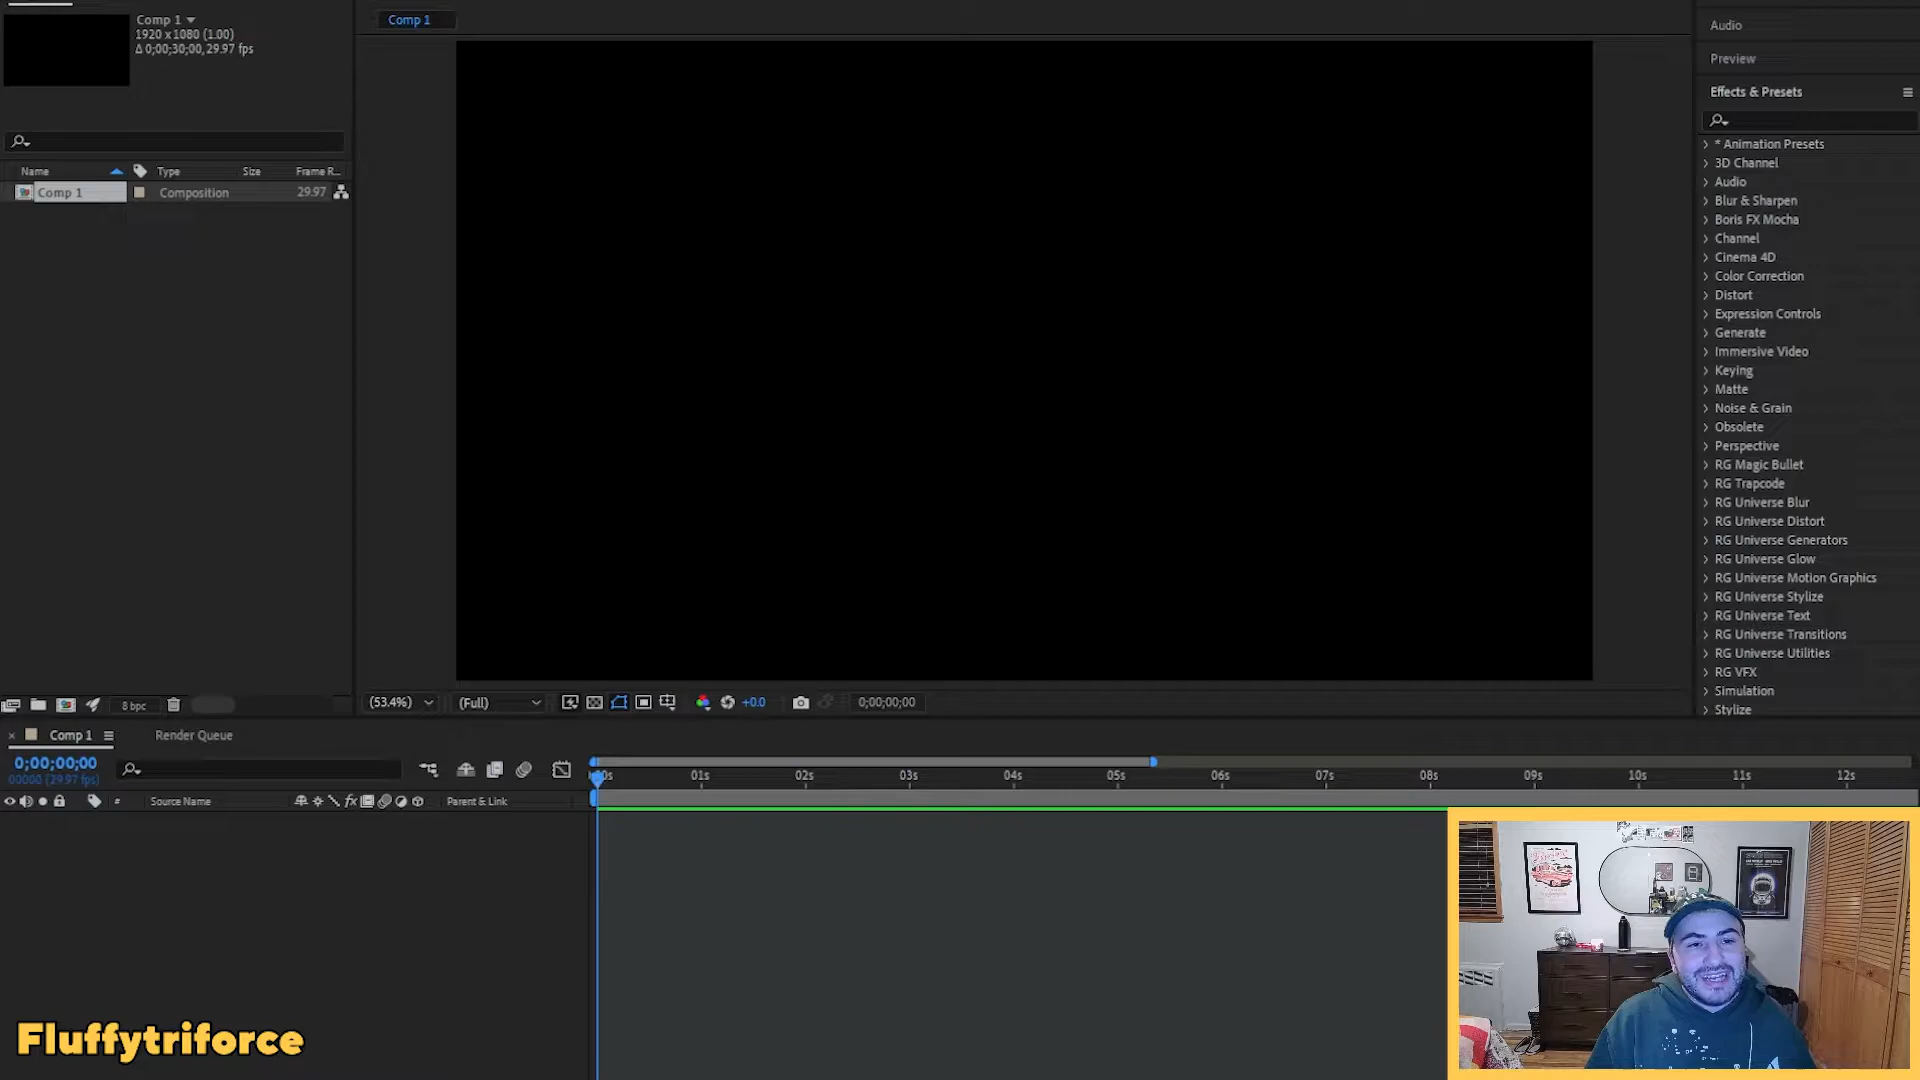 Comp 1
1920 x 1080 (1.00)
Δ 0;00;30;00, 29.97 fps
Name
Type
Size
Frame R...
Comp 1
Composition
29.97
8 bpc
Comp 1
(53.4%)
(Full)
+0.0
0;00;00;00
Audio
Preview
Effects & Presets
* Animation Presets
3D Channel
Audio
Blur & Sharpen
Boris FX Mocha
Channel
Cinema 4D
Color Correction
Distort
Expression Controls
Generate
Immersive Video
Keying
Matte
Noise & Grain
Obsolete
Perspective
RG Magic Bullet
RG Trapcode
RG Universe Blur
RG Universe Distort
RG Universe Generators
RG Universe Glow
RG Universe Motion Graphics
RG Universe Stylize
RG Universe Text
RG Universe Transitions
RG Universe Utilities
RG VFX
Simulation
Stylize
Comp 1
Render Queue
0;00;00;00
00000 (29.97 fps)
01s
02s
03s
04s
05s
06s
07s
08s
09s
10s
11s
12s
#
Source Name
fx
Parent & Link
Fluffytriforce